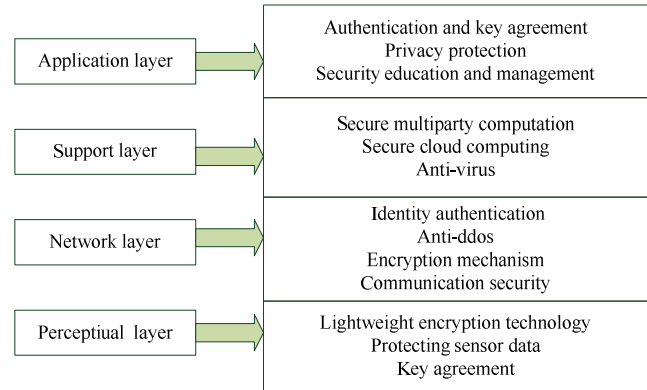 Application layer
Authentication and key agreement
Privacy protection
Security education and management
Support layer
Secure multiparty computation
Secure cloud computing
Anti-virus
Network layer
Identity authentication
Anti-ddos
Encryption mechanism
Communication security
Perceptiual layer
Lightweight encryption technology
Protecting sensor data
Key agreement